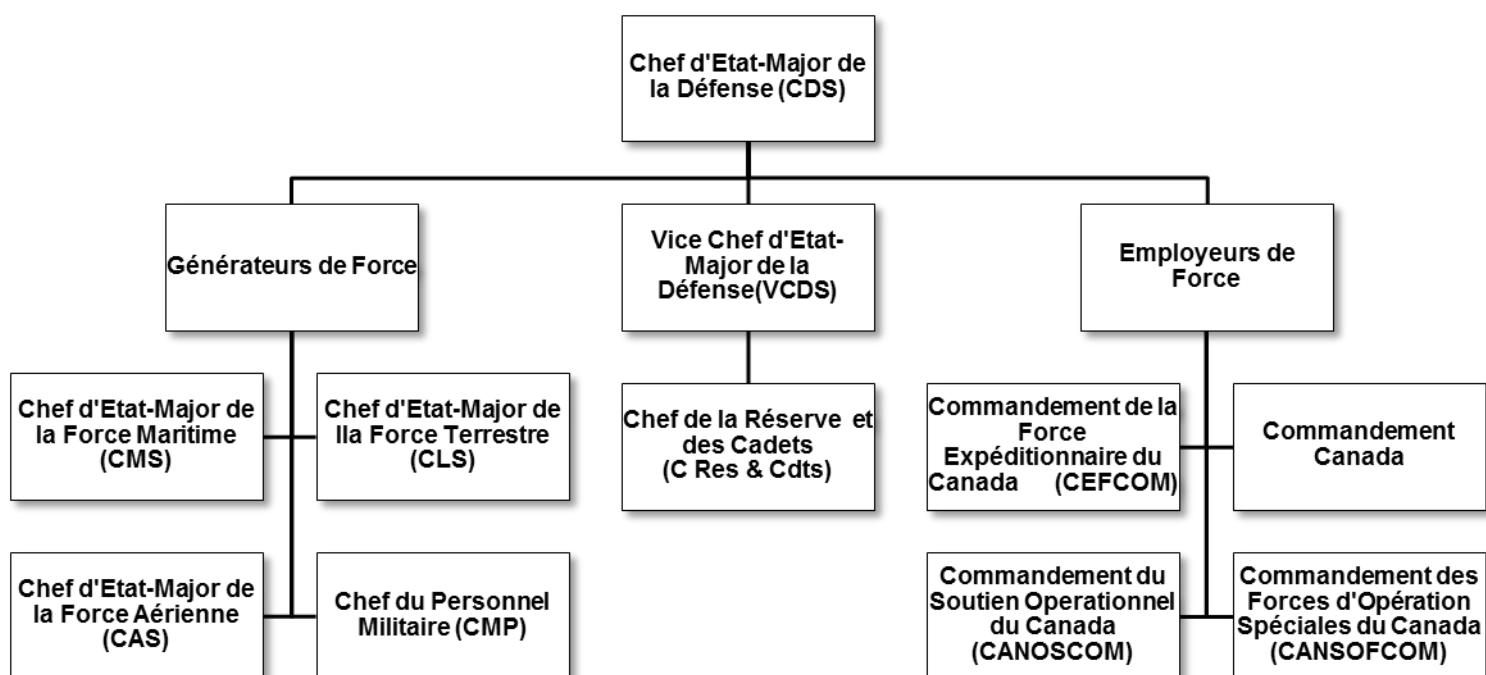 Chef d'Etat-Major de
la Défense (CDS)
Générateurs de Force
Vice Chef d'Etat-
Major de la
Défense(VCDS)
Employeurs de
Force
Chef d'Etat-Major de
la Force Maritime
(CMS)
Chef d'Etat-Major de
lla Force Terrestre
(CLS)
Chef de la Réserve et
des Cadets
(C Res & Cdts)
Commandement de la
Force
Expéditionnaire du
Canada (CEFCOM)
Commandement
Canada
Chef d'Etat-Major de
la Force Aérienne
(CAS)
Chef du Personnel
Militaire (CMP)
Commandement du
Soutien Operationnel
du Canada
(CANOSCOM)
Commandement des
Forces d'Opération
Spéciales du Canada
(CANSOFCOM)